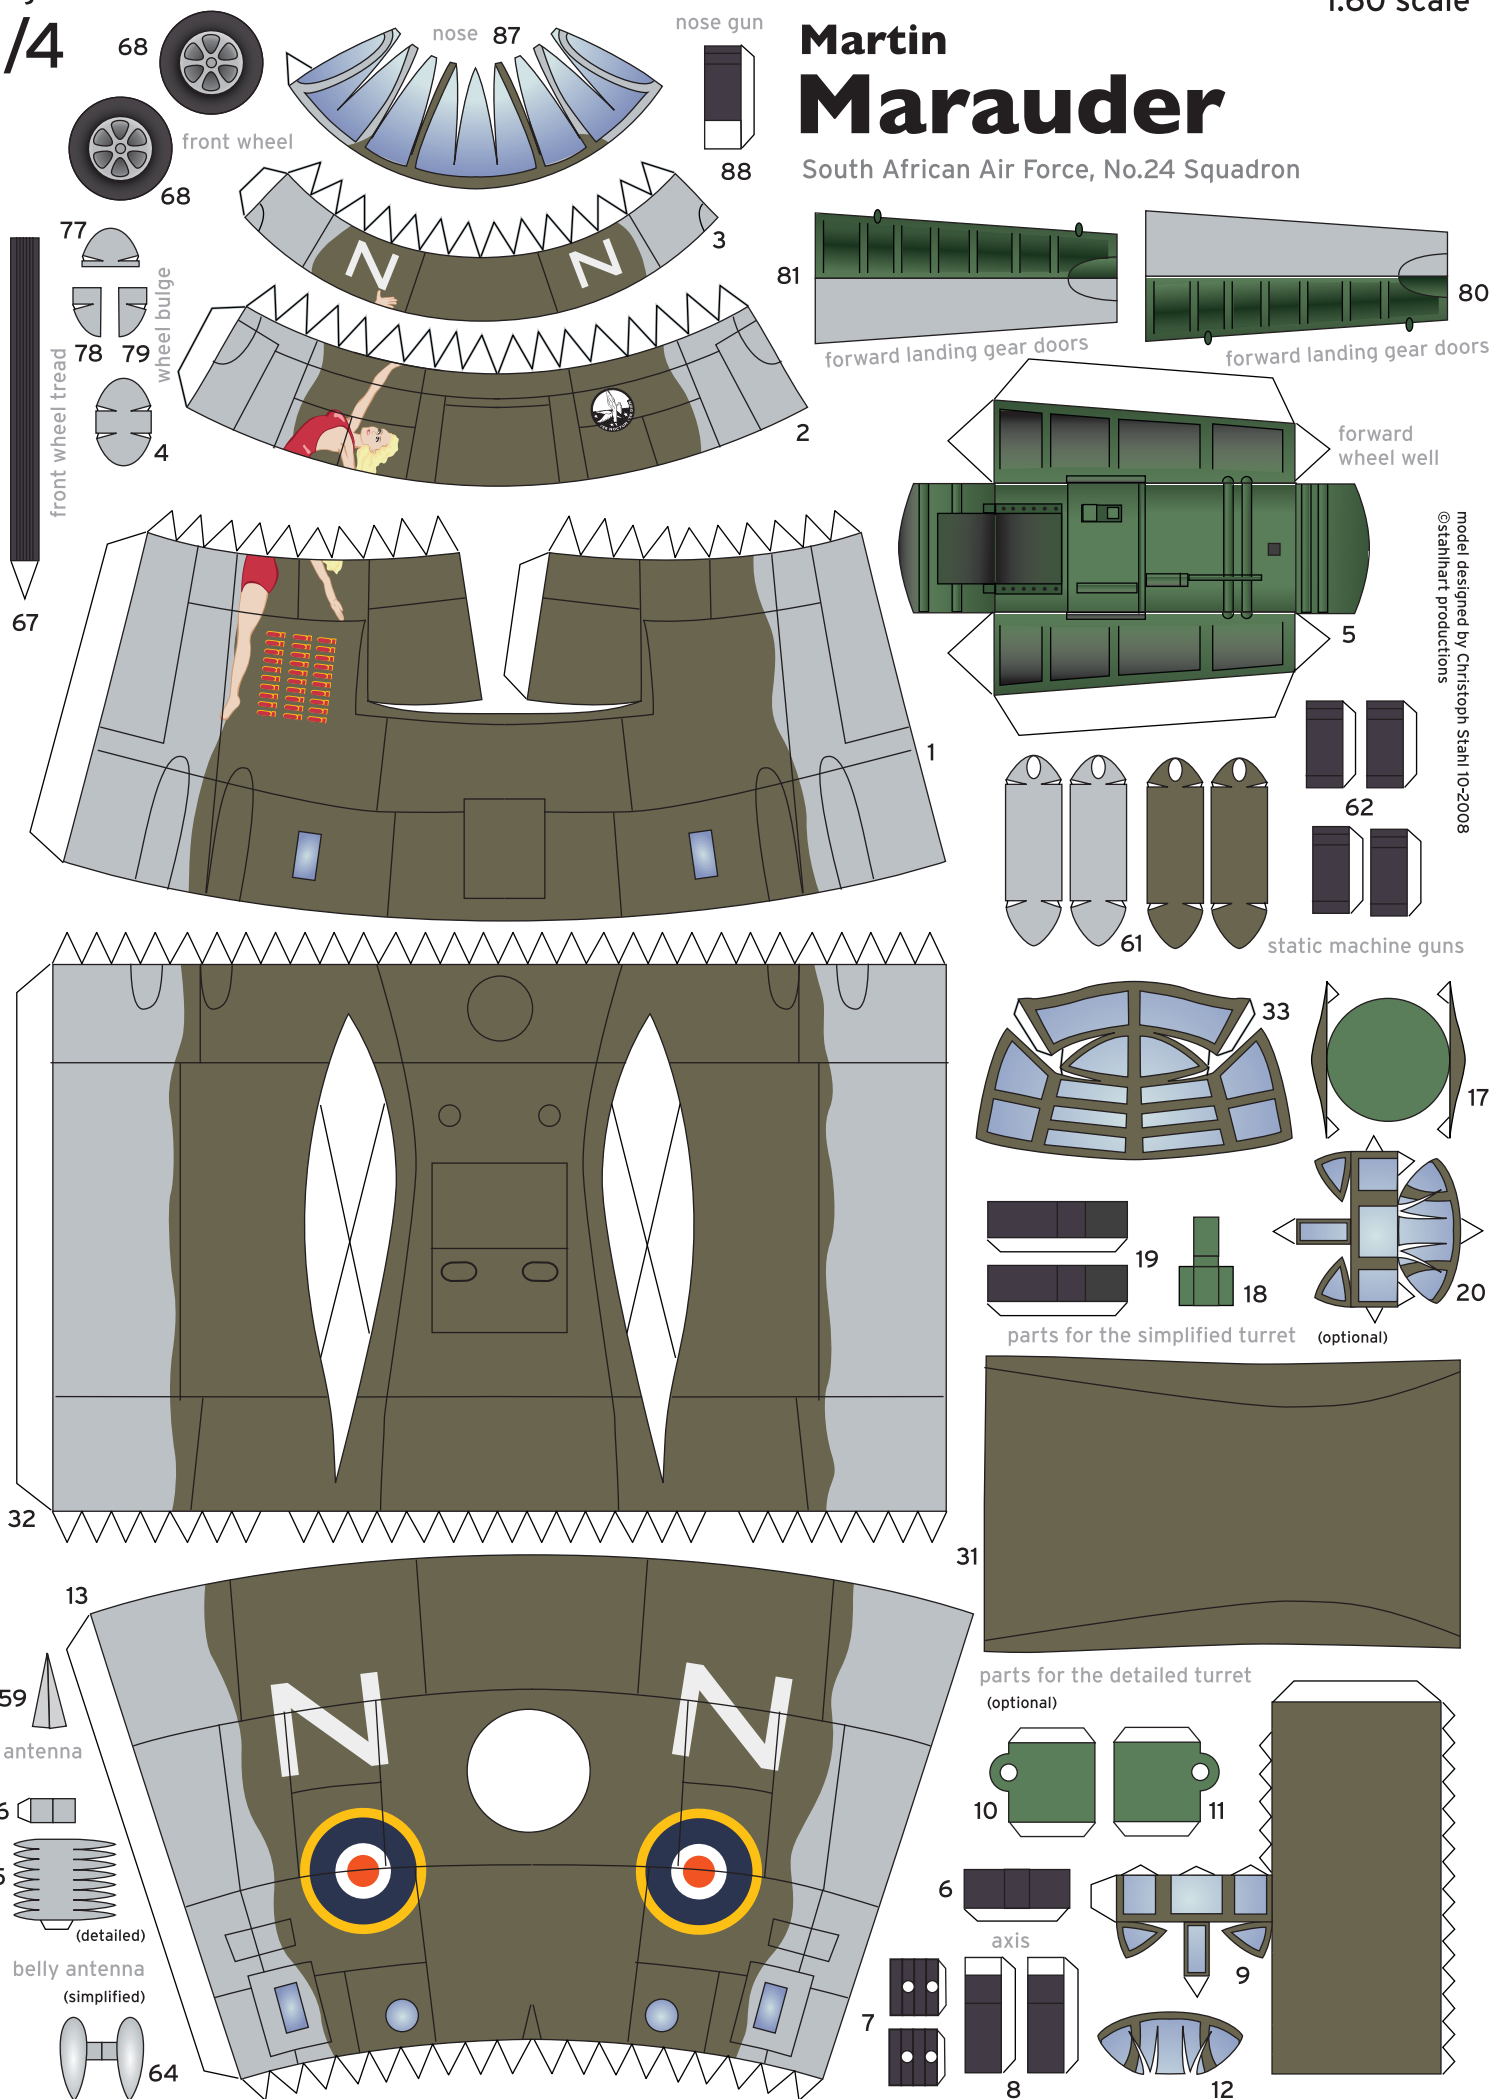 1:60 scale
/4
68
nose 87
nose gun
Martin
Marauder
South African Air Force, No.24 Squadron
front wheel
68
88
77
3
N
N
81
80
wheel bulge
78 79
forward landing gear doors
forward landing gear doors
front wheel tread
4
2
forward
wheel well
67
5
model designed by Christoph Stahl 10-2008
©stahlhart productions
1
62
61
static machine guns
33
17
19
18
20
parts for the simplified turret (optional)
32
31
13
59
antenna
N
N
parts for the detailed turret
(optional)
10
11
6
5
(detailed)
6
axis
belly antenna
(simplified)
9
7
64
8
12